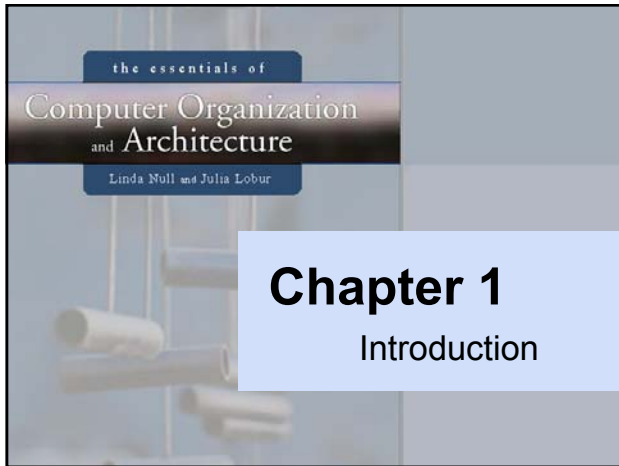 the essentials of
Computer Organization
and Architecture
Linda Null and Julia Lobur
Chapter 1
Introduction